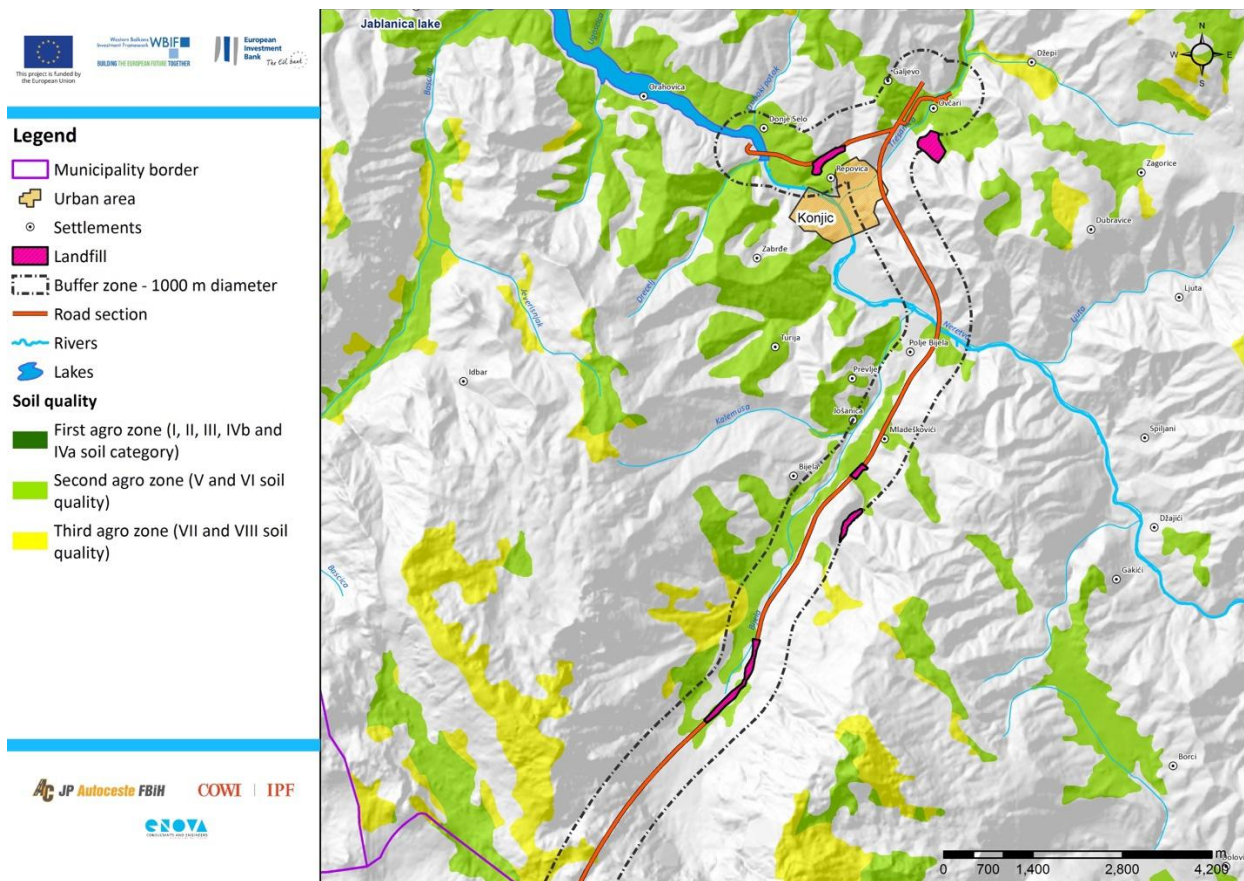 This project is funded by
the European Union
Western Balkans
Investment Framework
WBIF
BUILDING THE EUROPEAN FUTURE TOGETHER
European
Investment
Bank
The EU bank
Legend
Municipality border
Urban area
Settlements
Landfill
Buffer zone - 1000 m diameter
Road section
Rivers
Lakes
Soil quality
First agro zone (I, II, III, IVb and
IVa soil category)
Second agro zone (V and VI soil
quality)
Third agro zone (VII and VIII soil
quality)
AC JP Autoceste FBiH
COWI | IPF
ENOVA
CONSULTANTS AND ENGINEERS
Jablanica lake
N
W
E
S
Džepi
Galjevo
Orahovica
Ovčari
Donje Selo
Zagorice
Repovica
Konjic
Dubravice
Zabrđe
Ljuta
Ljuta
Neretva
Turija
Polje Bijela
Idbar
Prevlje
Jošanica
Kalemusa
Mladeškovići
Spiljani
Bijela
Džajići
Gakići
Bijela
Borci
m
0 700 1,400 2,800 4,200